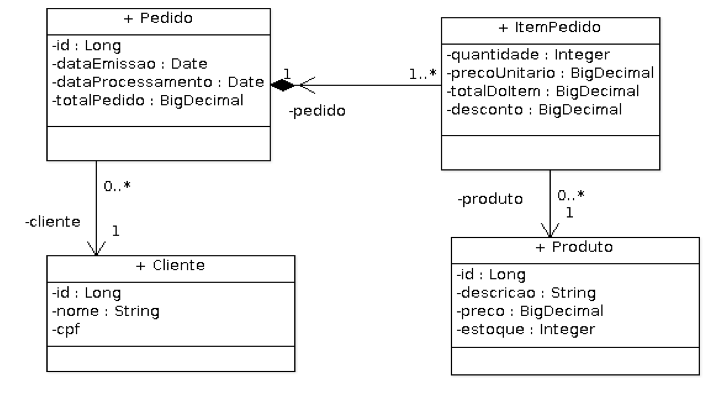 + Pedido
-id : Long
-dataEmissao : Date
-dataProcessamento : Date
-totalPedido : BigDecimal
1
-pedido
1..*
+ ItemPedido
-quantidade : Integer
-precoUnitario : BigDecimal
-totalDoItem : BigDecimal
-desconto : BigDecimal
0..*
-cliente
1
-produto
0..*
1
+ Cliente
-id : Long
-nome : String
-cpf
+ Produto
-id : Long
-descricao : String
-preco : BigDecimal
-estoque : Integer